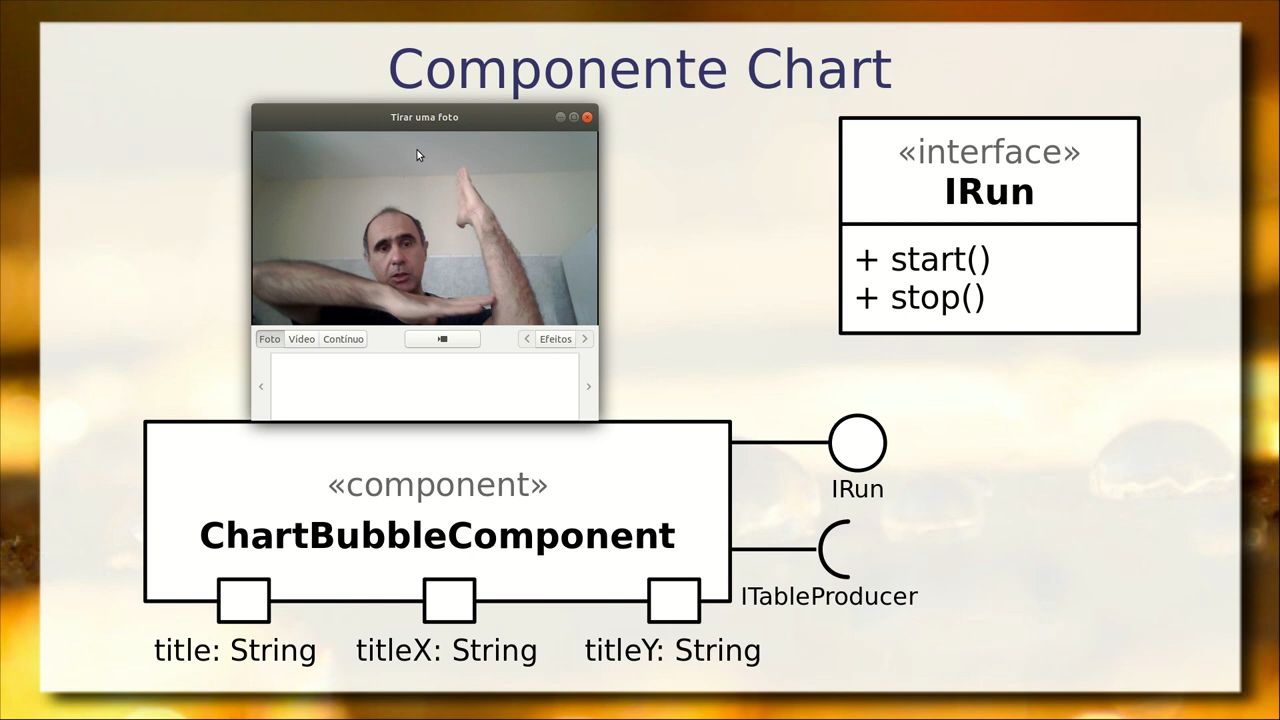 Componente Chart
Tirar uma foto
«interface»
IRun
+ start()
+ stop()
Foto Vídeo Contínuo Efeitos
«component»
ChartBubbleComponent
IRun
ITableProducer
title: String titleX: String titleY: String